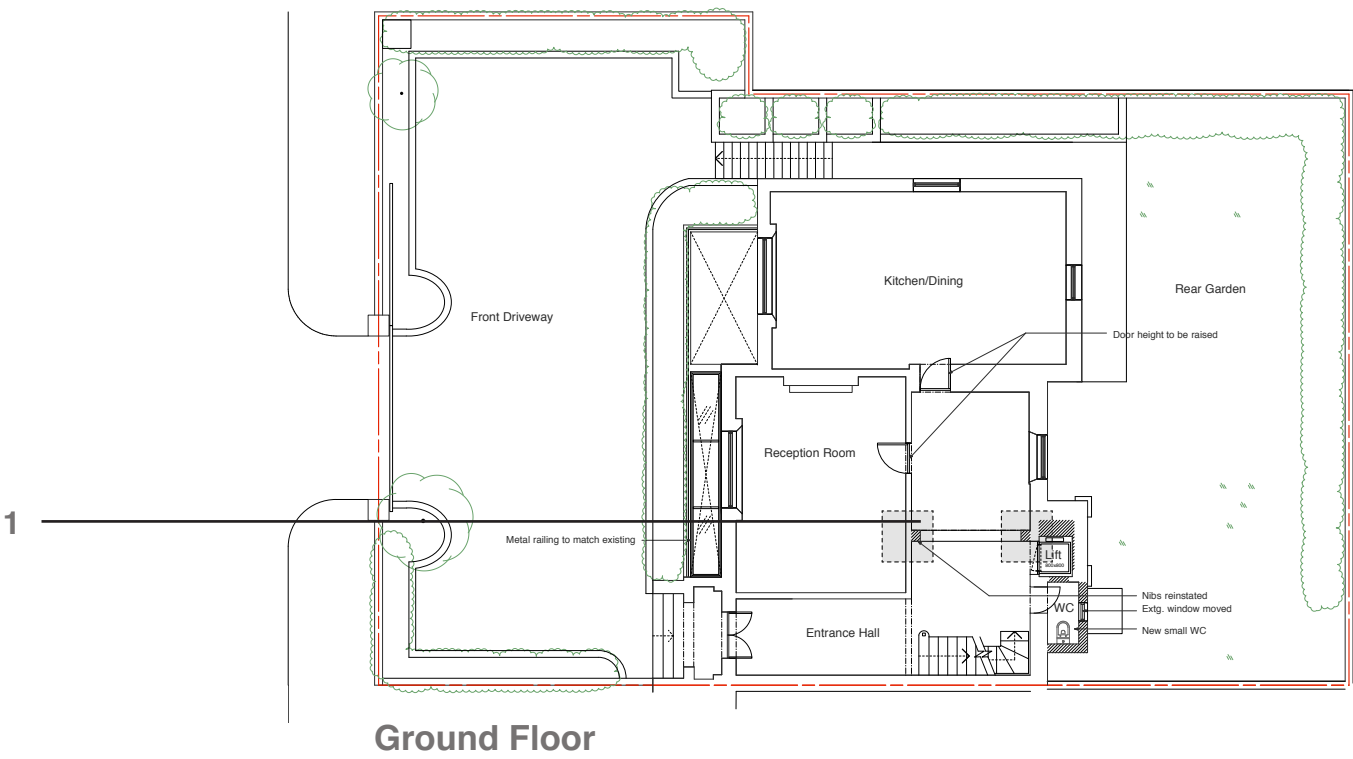 Kitchen/Dining
Rear Garden
Front Driveway
Door height to be raised
Reception Room
1
Metal railing to match existing
Lift
800x800
Nibs reinstated
WC
Extg. window moved
New small WC
Entrance Hall
Ground Floor